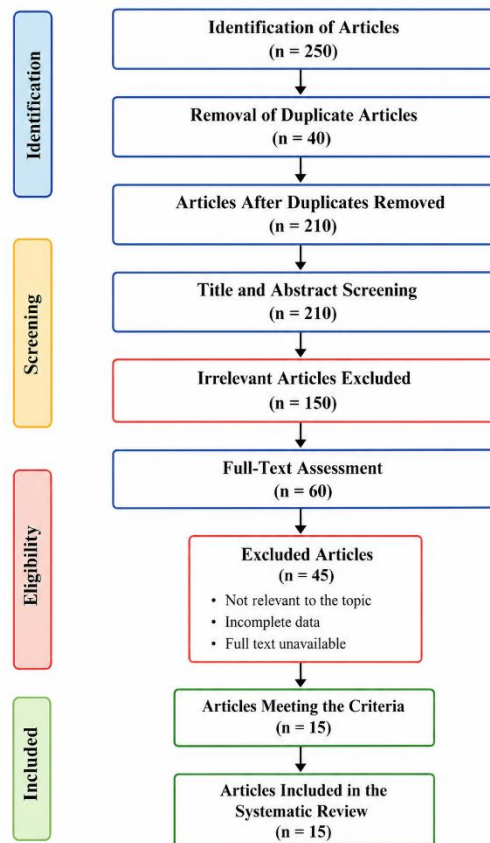 Identification
Identification of Articles
(n = 250)
Removal of Duplicate Articles
(n = 40)
Articles After Duplicates Removed
(n = 210)
Screening
Title and Abstract Screening
(n = 210)
Irrelevant Articles Excluded
(n = 150)
Eligibility
Full-Text Assessment
(n = 60)
Excluded Articles
(n = 45)
• Not relevant to the topic
• Incomplete data
• Full text unavailable
Included
Articles Meeting the Criteria
(n = 15)
Articles Included in the
Systematic Review
(n = 15)